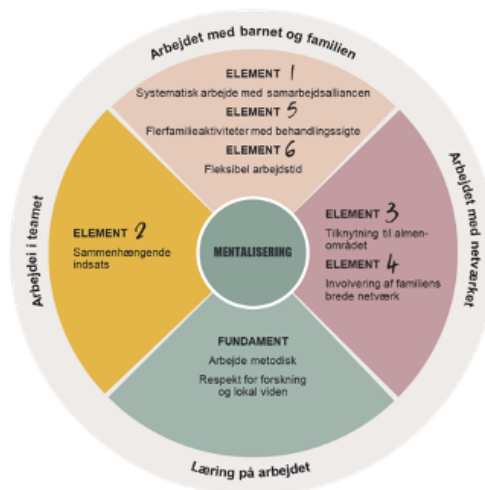 Arbejdet med barnet og familien
ELEMENT 1
Systematisk arbejde med samarbejdsalliancen
ELEMENT 5
Flerfamilieaktiviteter med behandlingssigte
ELEMENT 6
Fleksibel arbejdstid
Arbejdet med netværket
ELEMENT 3
Tilknytning til almen-
området
ELEMENT 4
Involvering af familiens
brede netværk
Arbejdei i teamet
ELEMENT 2
Sammenhængende
indsats
MENTALISERING
FUNDAMENT
Arbejde metodisk
Respekt for forskning
og lokal viden
Læring på arbejdet